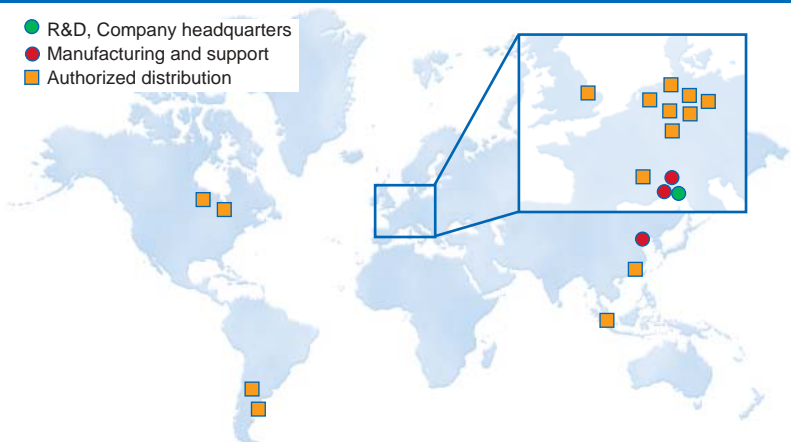 R&D, Company headquarters
Manufacturing and support
Authorized distribution